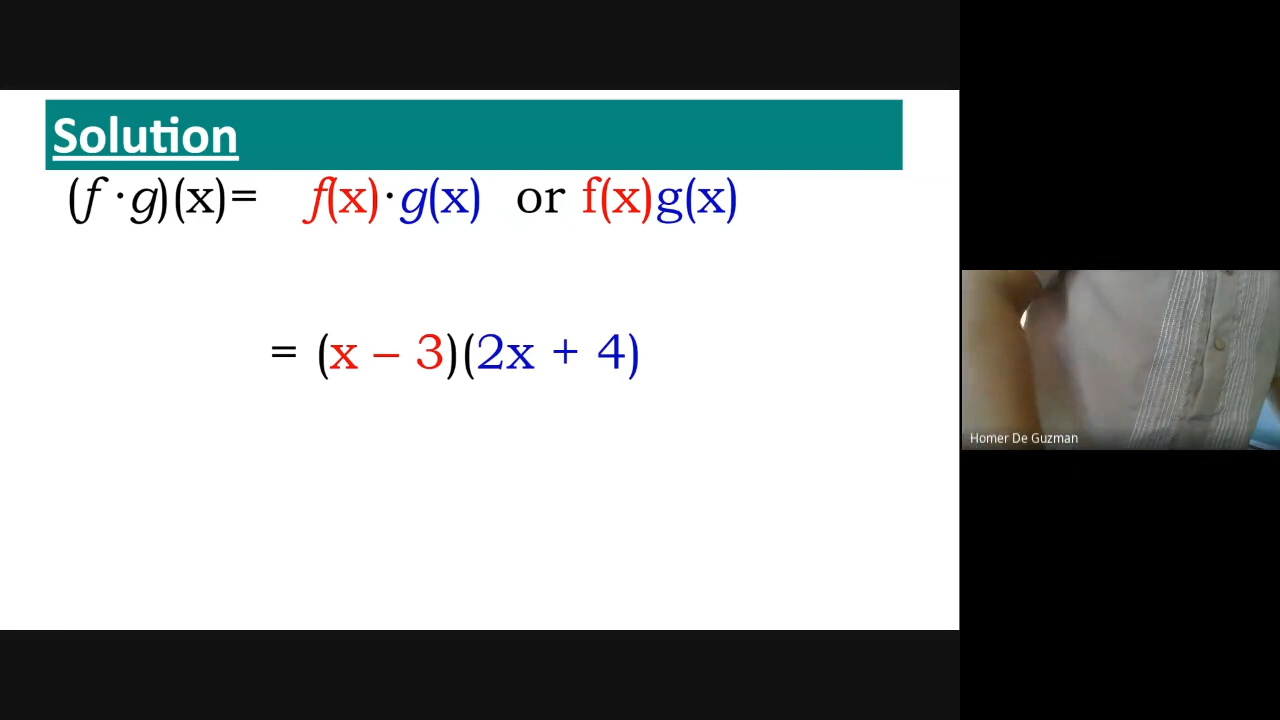 Solution
(f · g)(x)= f(x) · g(x) or f(x)g(x)
= (x – 3)(2x + 4)
Homer De Guzman